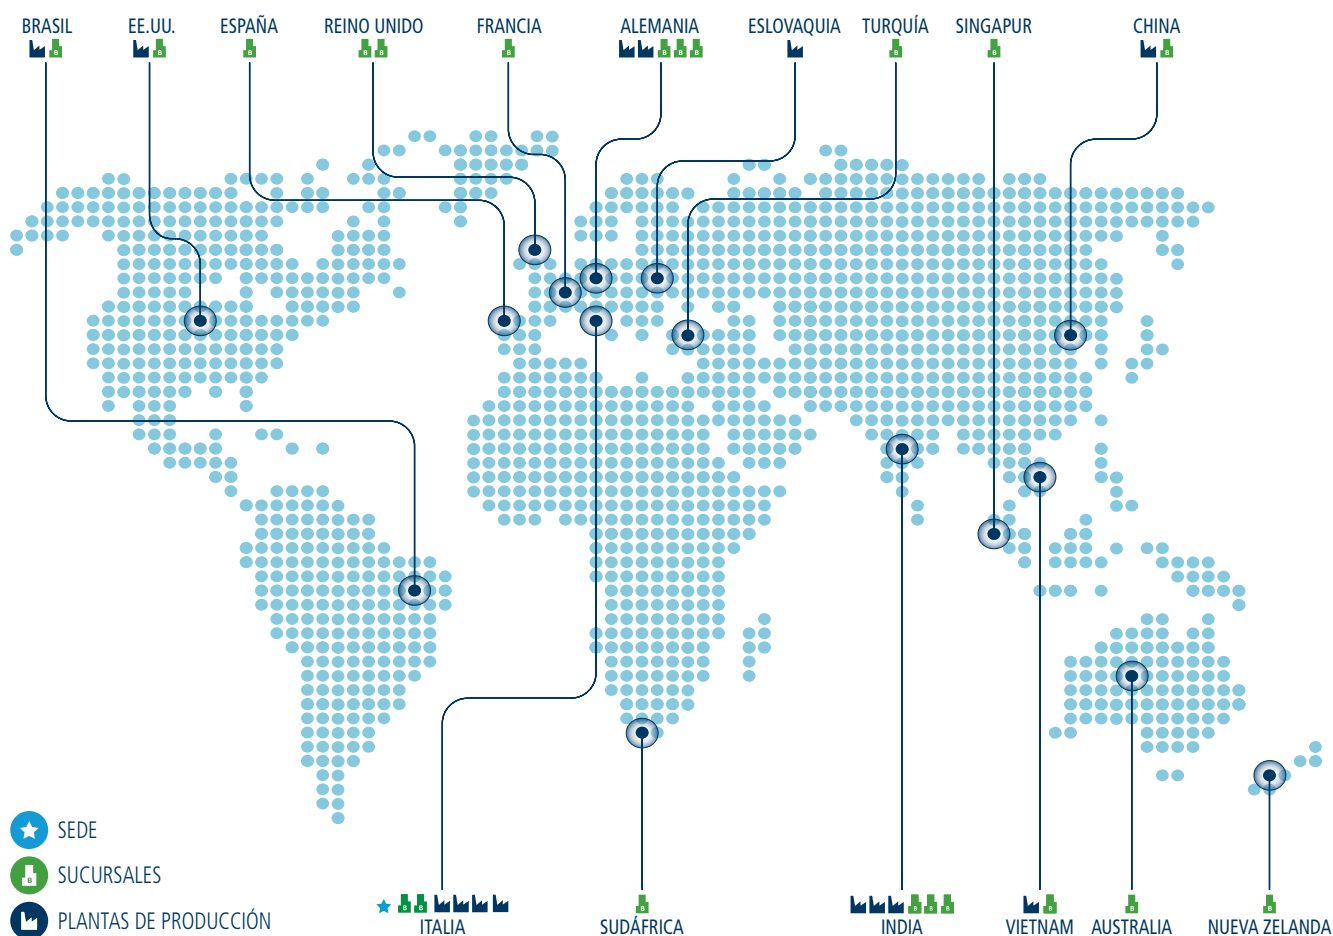 BRASIL
EE.UU.
ESPAÑA
REINO UNIDO
FRANCIA
ALEMANIA
ESLOVAQUIA
TURQUÍA
SINGAPUR
CHINA
SEDE
SUCURSALES
PLANTAS DE PRODUCCIÓN
ITALIA
SUDÁFRICA
INDIA
VIETNAM
AUSTRALIA
NUEVA ZELANDA